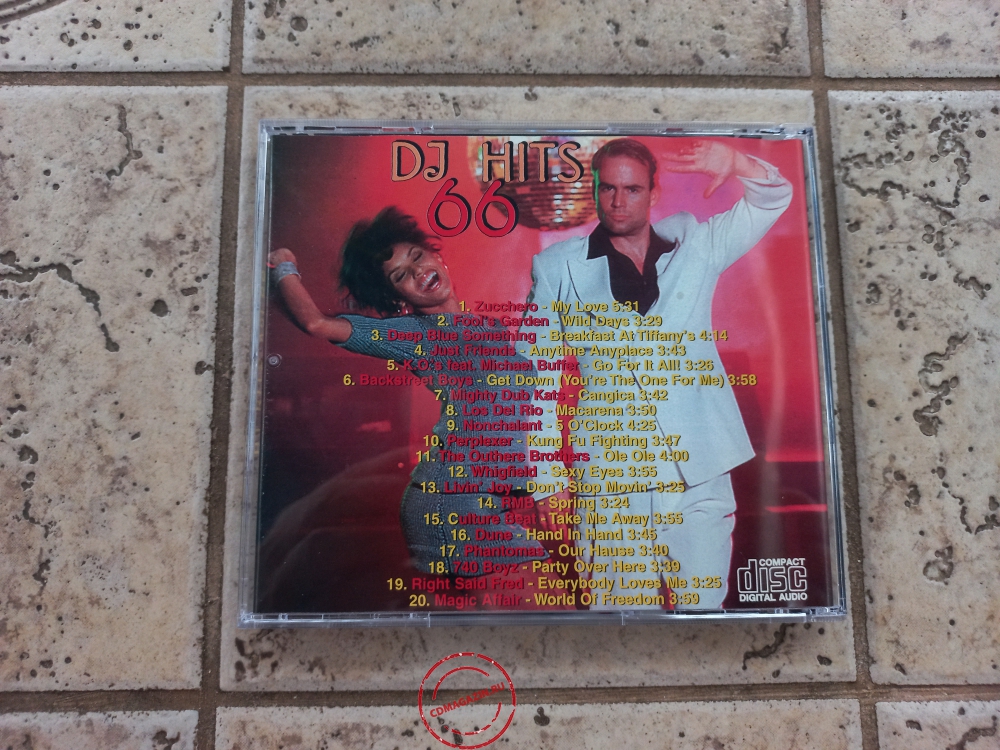 DJ HITS
66
1. Zucchero - My Love 5:31
2. Fool's Garden - Wild Days 3:29
3. Deep Blue Something - Breakfast At Tiffany's 4:14
4. Just Friends - Anytime Anyplace 3:43
5. K.G's feat. Michael Buffer - Go For It All! 3:26
6. Backstreet Boys - Get Down (You're The One For Me) 3:58
7. Mighty Dub Kats - Cangica 3:42
8. Los Del Rio - Macarena 3:50
9. Nonchalant - 5 O'Clock 4:25
10. Perplexer - Kung Fu Fighting 3:47
11. The Outhere Brothers - Ole Ole 4:00
12. Whigfield - Sexy Eyes 3:55
13. Livin' Joy - Don't Stop Movin' 3:25
14. RMB - Spring 3:24
15. Culture Beat - Take Me Away 3:56
16. Dune - Hand In Hand 3:45
17. Phantomas - Our Hause 3:40
18. 740 Boyz - Party Over Here 3:39
19. Right Said Fred - Everybody Loves Me 3:25
20. Magic Affair - World Of Freedom 3:59
COMPACT
disc
DIGITAL AUDIO
CDMAGAZIN.RU